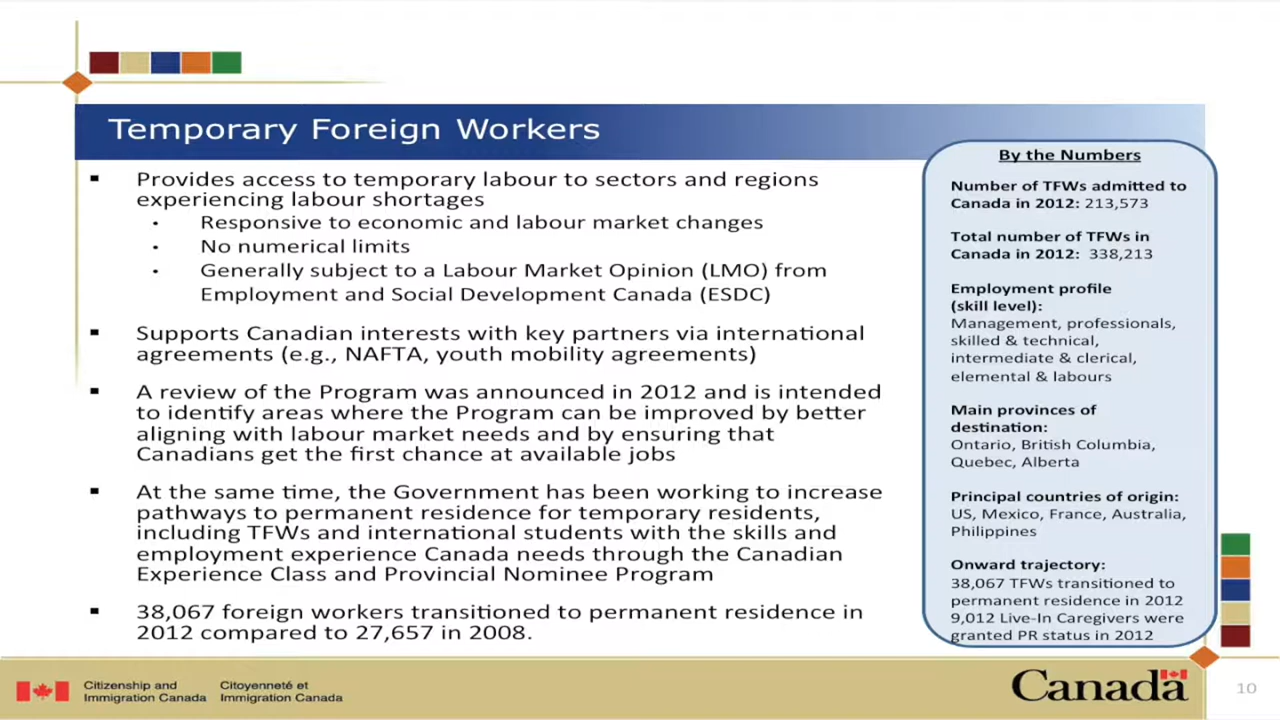 Temporary Foreign Workers
▪ Provides access to temporary labour to sectors and regions
experiencing labour shortages
• Responsive to economic and labour market changes
• No numerical limits
• Generally subject to a Labour Market Opinion (LMO) from
Employment and Social Development Canada (ESDC)
▪ Supports Canadian interests with key partners via international
agreements (e.g., NAFTA, youth mobility agreements)
▪ A review of the Program was announced in 2012 and is intended
to identify areas where the Program can be improved by better
aligning with labour market needs and by ensuring that
Canadians get the first chance at available jobs
▪ At the same time, the Government has been working to increase
pathways to permanent residence for temporary residents,
including TFWs and international students with the skills and
employment experience Canada needs through the Canadian
Experience Class and Provincial Nominee Program
▪ 38,067 foreign workers transitioned to permanent residence in
2012 compared to 27,657 in 2008.
By the Numbers
Number of TFWs admitted to
Canada in 2012: 213,573
Total number of TFWs in
Canada in 2012: 338,213
Employment profile
(skill level):
Management, professionals,
skilled & technical,
intermediate & clerical,
elemental & labours
Main provinces of
destination:
Ontario, British Columbia,
Quebec, Alberta
Principal countries of origin:
US, Mexico, France, Australia,
Philippines
Onward trajectory:
38,067 TFWs transitioned to
permanent residence in 2012
9,012 Live-In Caregivers were
granted PR status in 2012
Citizenship and
Immigration Canada
Citoyenneté et
Immigration Canada
Canada
10